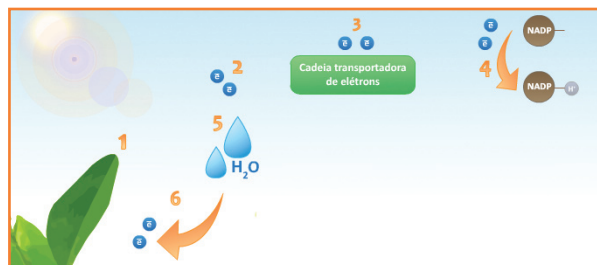 3
ē
ē ē
NADP
2
ē
4
Cadeia transportadora
de elétrons
ē
ē
NADP
H⁺
5
1
H₂O
6
ē
ē